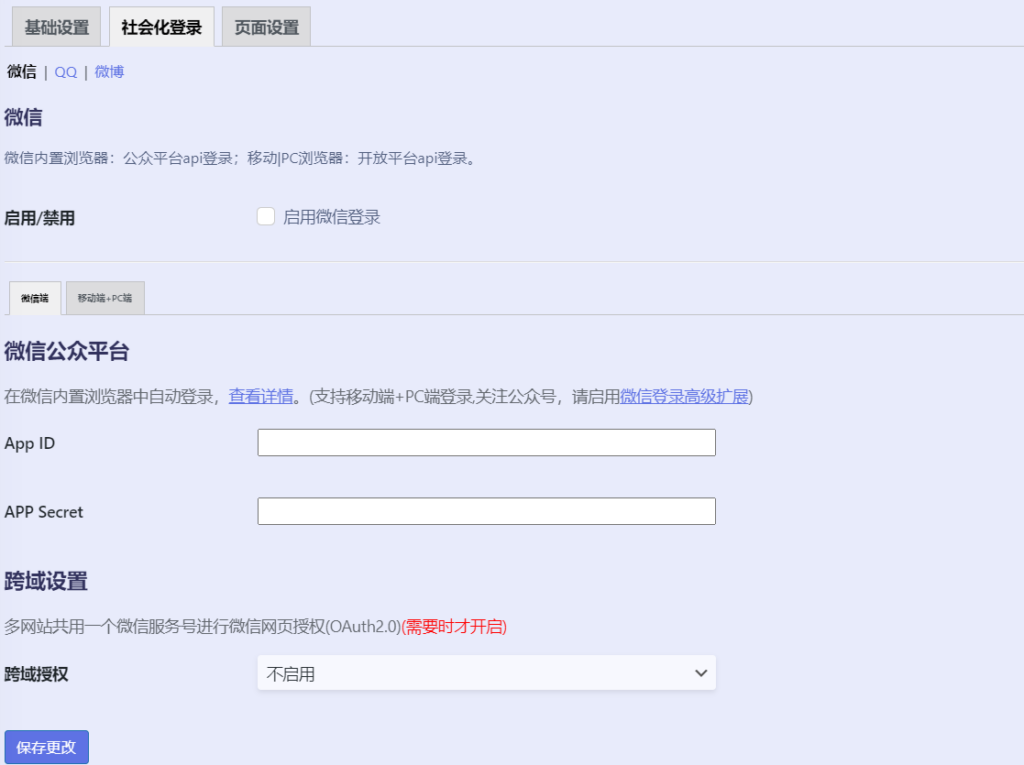 基础设置 社会化登录 页面设置
微信 | QQ | 微博
微信
微信内置浏览器：公众平台api登录；移动|PC浏览器：开放平台api登录。
启用/禁用 启用微信登录
微信端 移动端+PC端
微信公众平台
在微信内置浏览器中自动登录，查看详情。(支持移动端+PC端登录,关注公众号，请启用微信登录高级扩展)
App ID
APP Secret
跨域设置
多网站共用一个微信服务号进行微信网页授权(OAuth2.0)(需要时才开启)
跨域授权 不启用
保存更改